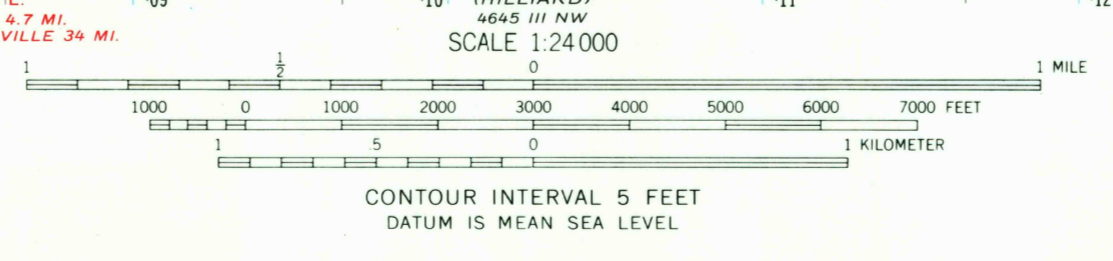 4.7 MI.
VILLE 34 MI.
(HILLIARD)
4645 III NW
SCALE 1:24 000
1 1/2 0 1 MILE
1000 0 1000 2000 3000 4000 5000 6000 7000 FEET
1 .5 0 1 KILOMETER
CONTOUR INTERVAL 5 FEET
DATUM IS MEAN SEA LEVEL